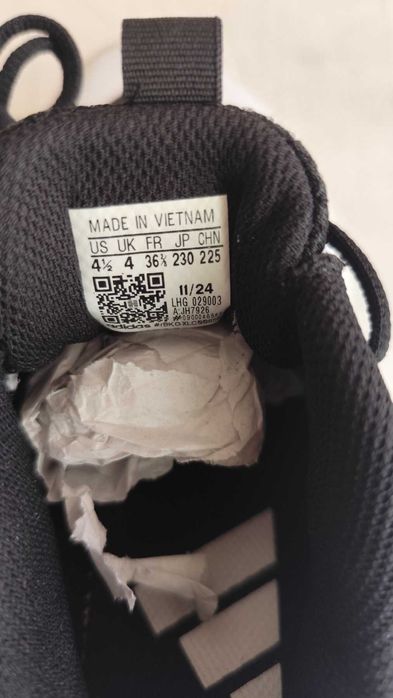 MADE IN VIETNAM
US UK FR JP CHN
4½ 4 36⅔ 230 225
11/24
LHG 029003
A:JH7926
adidas